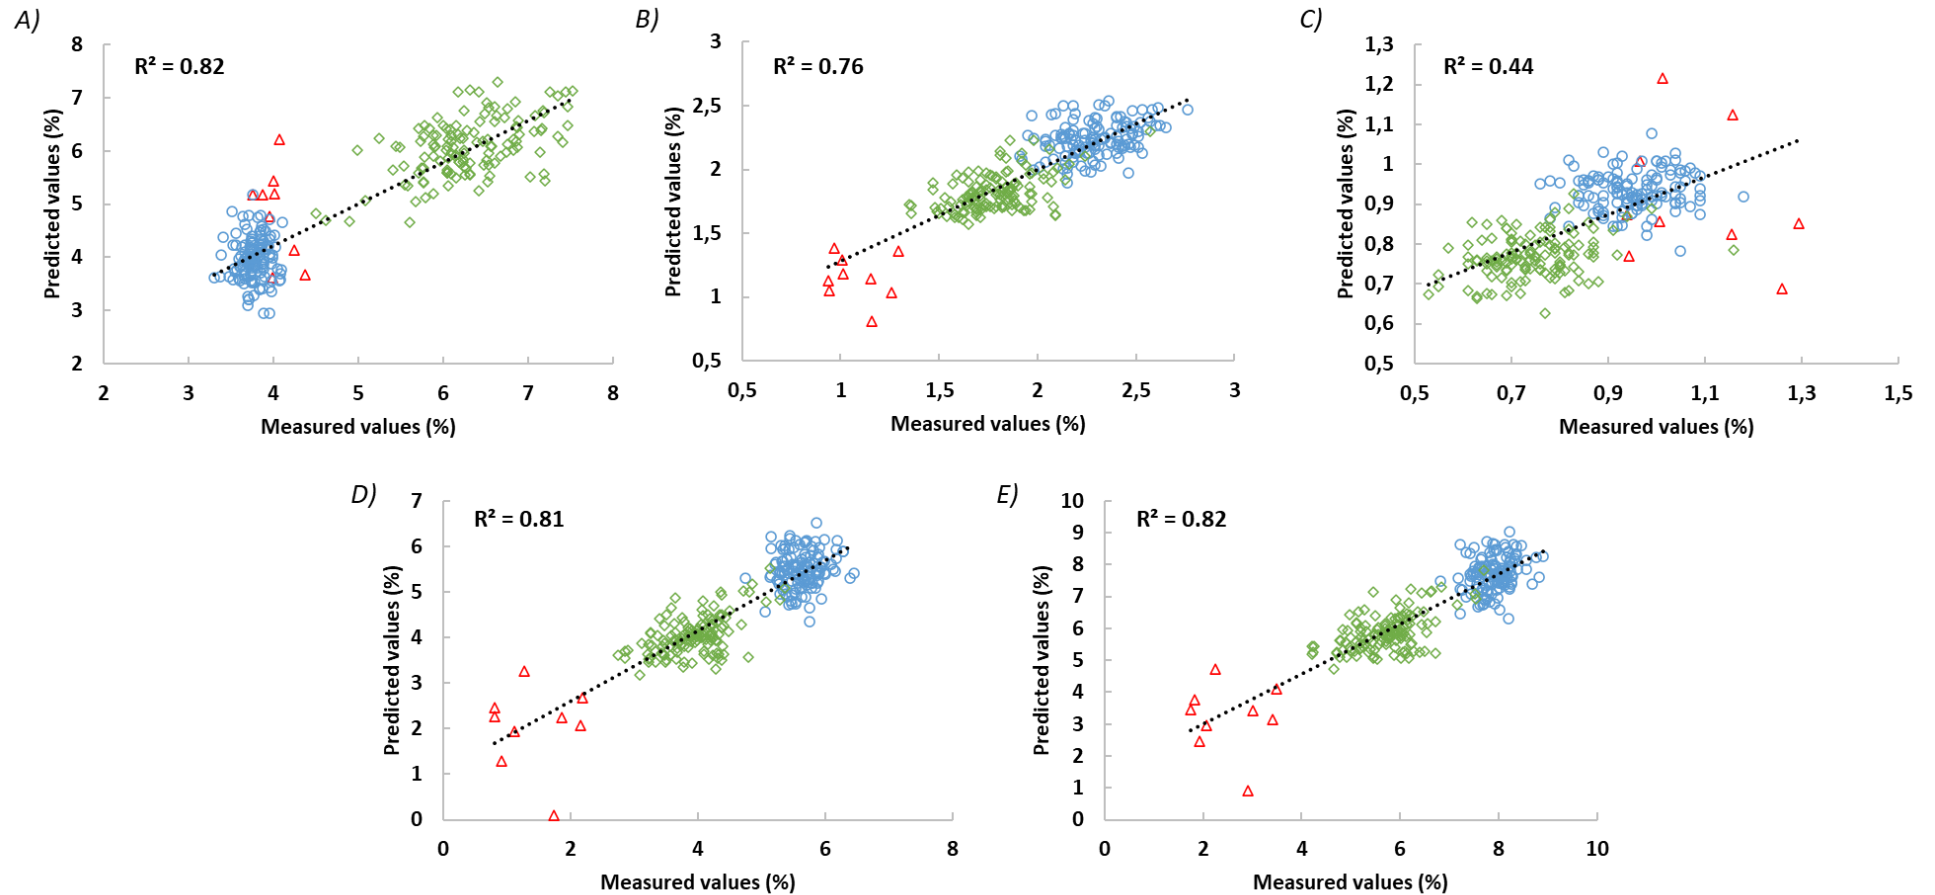 A)
R² = 0.82
Predicted values (%)
8
7
6
5
4
3
2
2 3 4 5 6 7 8
Measured values (%)
B)
R² = 0.76
Predicted values (%)
3
2,5
2
1,5
1
0,5
0,5 1 1,5 2 2,5 3
Measured values (%)
C)
R² = 0.44
Predicted values (%)
1,3
1,2
1,1
1
0,9
0,8
0,7
0,6
0,5
0,5 0,7 0,9 1,1 1,3 1,5
Measured values (%)
D)
R² = 0.81
Predicted values (%)
7
6
5
4
3
2
1
0
0 2 4 6 8
Measured values (%)
E)
R² = 0.82
Predicted values (%)
10
9
8
7
6
5
4
3
2
1
0
0 2 4 6 8 10
Measured values (%)